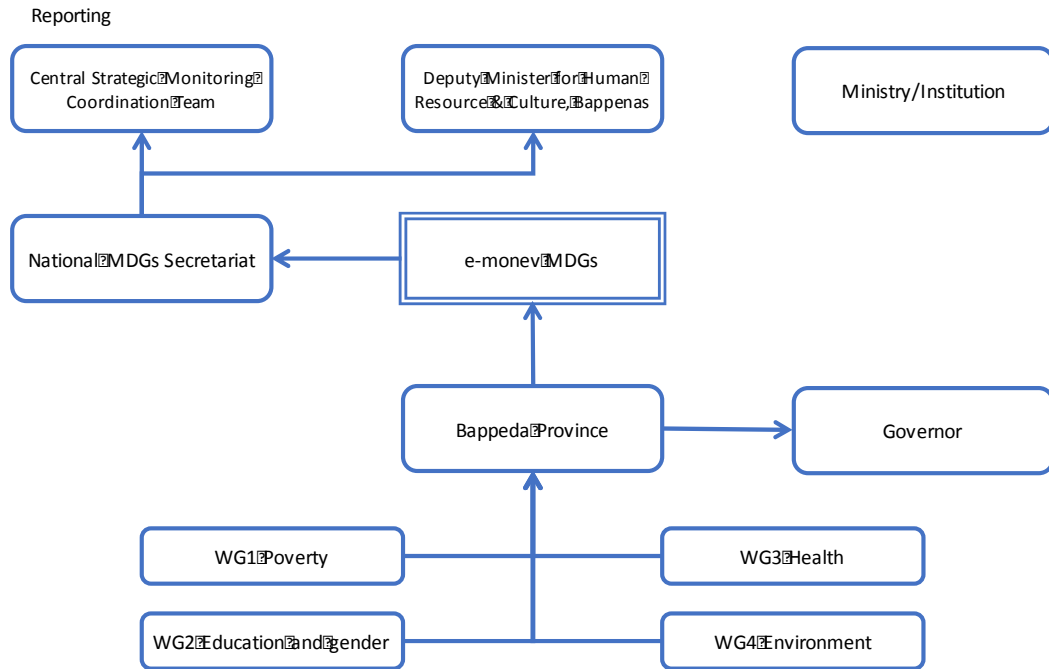 Reporting
Central Strategic Monitoring
Coordination Team
Deputy Minister for Human
Resource & Culture, Bappenas
Ministry/Institution
National MDGs Secretariat
e-monev MDGs
Bappeda Province
Governor
WG1 Poverty
WG3 Health
WG2 Education and gender
WG4 Environment